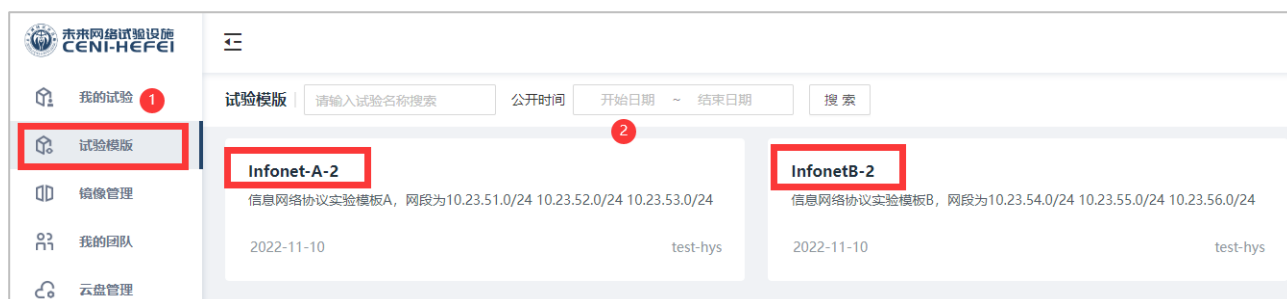 未来网络试验设施
CENI-HEFEI
我的试验 1
试验模版 请输入试验名称搜索 公开时间 开始日期 ~ 结束日期 搜索
2
试验模版
Infonet-A-2 InfonetB-2
信息网络协议实验模板A，网段为10.23.51.0/24 10.23.52.0/24 10.23.53.0/24 信息网络协议实验模板B，网段为10.23.54.0/24 10.23.55.0/24 10.23.56.0/24
镜像管理
我的团队
2022-11-10 test-hys 2022-11-10 test-hys
云盘管理